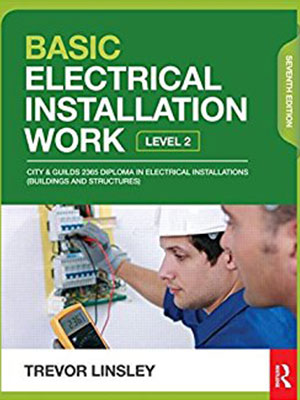 BASIC
ELECTRICAL
INSTALLATION
WORK
LEVEL 2
SEVENTH EDITION
CITY & GUILDS 2365 DIPLOMA IN ELECTRICAL INSTALLATIONS
(BUILDINGS AND STRUCTURES)
TREVOR LINSLEY
R
ROUTLEDGE